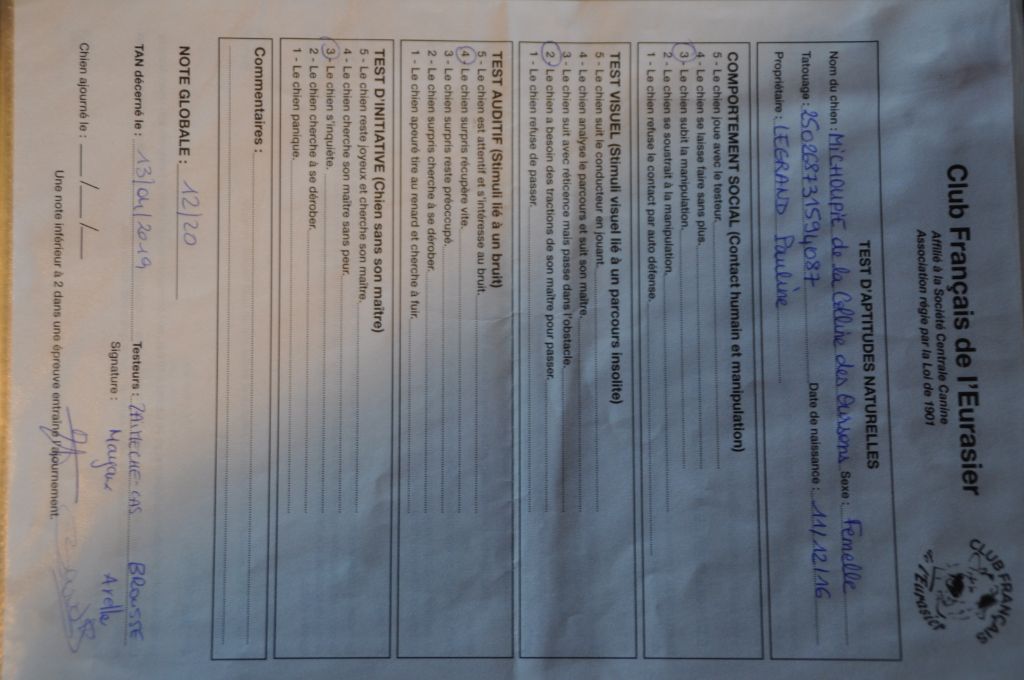 Club Français de l'Eurasier
Affilié à la Société Centrale Canine
Association régie par la Loi de 1901
CLUB FRANÇAIS
de l'Eurasier
TEST D'APTITUDES NATURELLES
Nom du chien : MICHOUPIE de la Colline des Oursons Sexe : Femelle
Tatouage : 250268731594087 Date de naissance : 11/12/16
Propriétaire : LEGRAND Pauline
COMPORTEMENT SOCIAL (Contact humain et manipulation)
5 - Le chien joue avec le testeur.
4 - Le chien se laisse faire sans plus.
3 - Le chien subit la manipulation.
2 - Le chien se soustrait à la manipulation.
1 - Le chien refuse le contact par auto défense.
TEST VISUEL (Stimuli visuel lié à un parcours insolite)
5 - Le chien suit le conducteur en jouant.
4 - Le chien analyse le parcours et suit son maître.
3 - Le chien suit avec réticence mais passe dans l'obstacle.
2 - Le chien a besoin des tractions de son maître pour passer.
1 - Le chien refuse de passer.
TEST AUDITIF (Stimuli lié à un bruit)
5 - Le chien est attentif et s'intéresse au bruit.
4 - Le chien surpris récupère vite.
3 - Le chien surpris reste préoccupé.
2 - Le chien surpris cherche à se dérober.
1 - Le chien apeuré tire au renard et cherche à fuir.
TEST D'INITIATIVE (Chien sans son maître)
5 - Le chien reste joyeux et cherche son maître.
4 - Le chien cherche son maître sans peur.
3 - Le chien s'inquiète.
2 - Le chien cherche à se dérober.
1 - Le chien panique.
Commentaires :
NOTE GLOBALE : 12/20
TAN décerné le : 13/04/2019 Testeurs : BROUSSE
Signature :
Chien ajourné le : ___/___/___
Une note inférieur à 2 dans une épreuve entraîne l'ajournement.